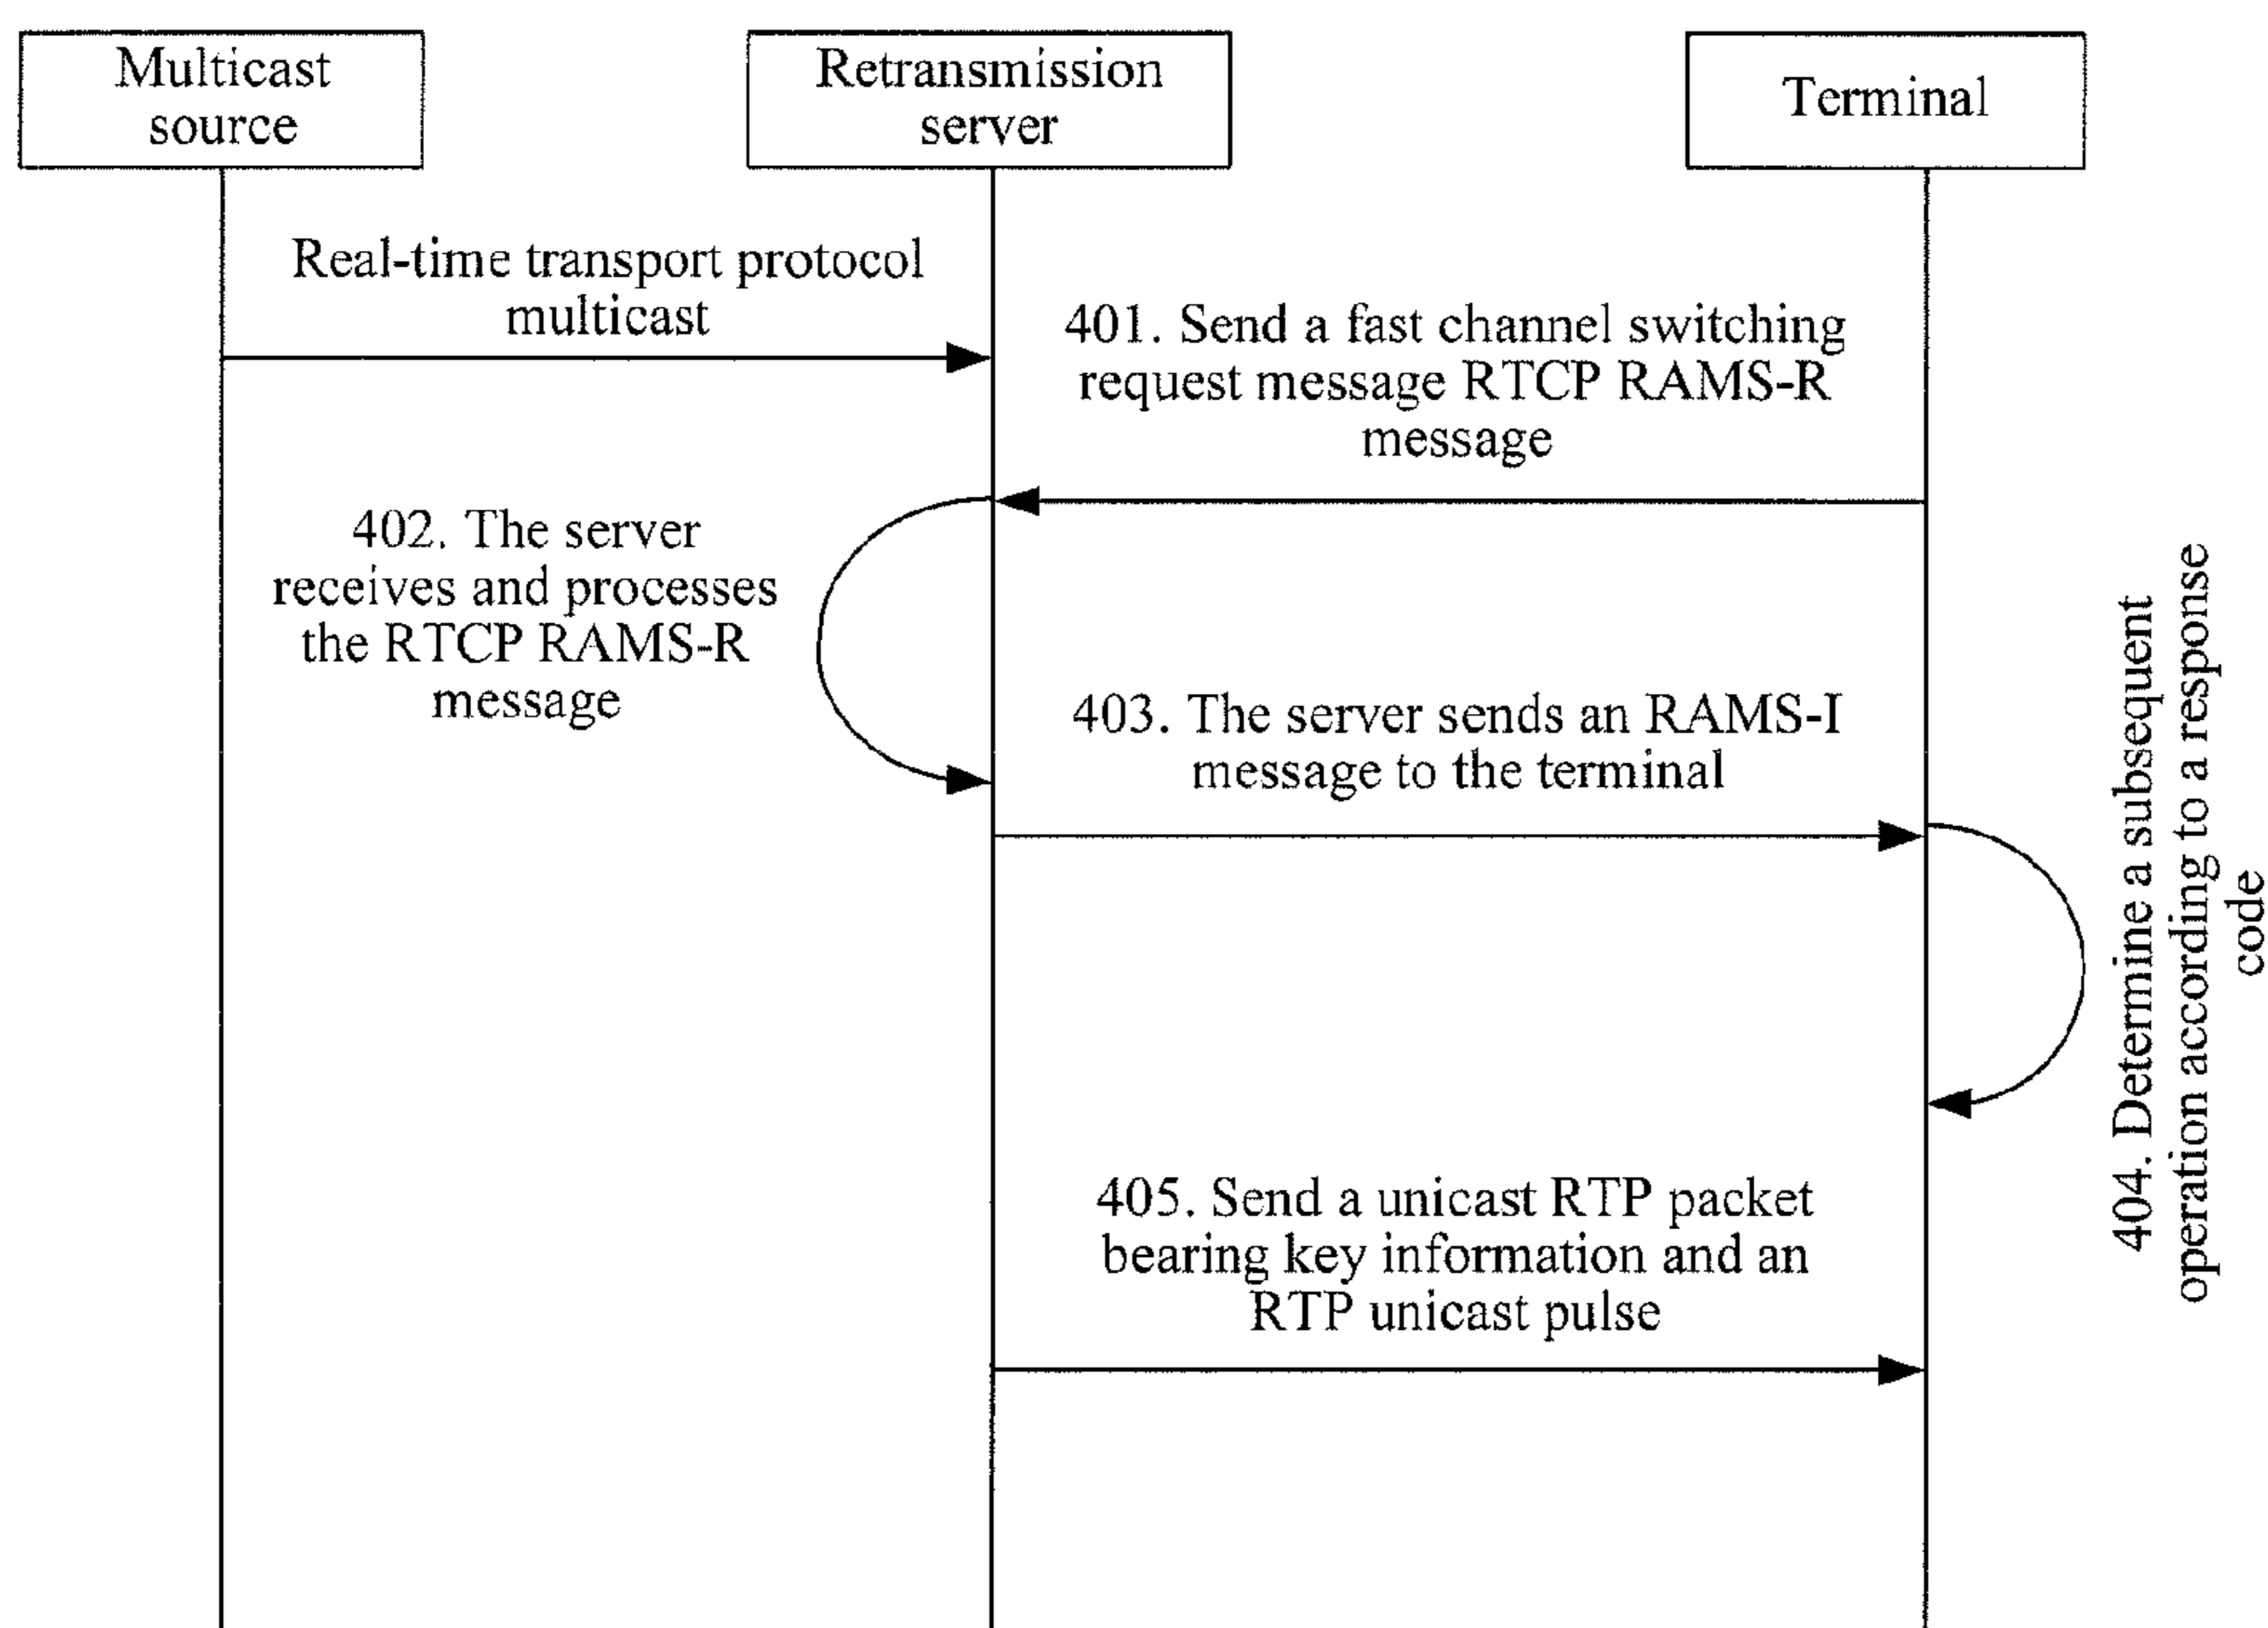 Multicast
source
Retransmission
server
Terminal
Real-time transport protocol
multicast
401. Send a fast channel switching
request message RTCP RAMS-R
message
402. The server
receives and processes
the RTCP RAMS-R
message
403. The server sends an RAMS-I
message to the terminal
404. Determine a subsequent
operation according to a response
code
405. Send a unicast RTP packet
bearing key information and an
RTP unicast pulse